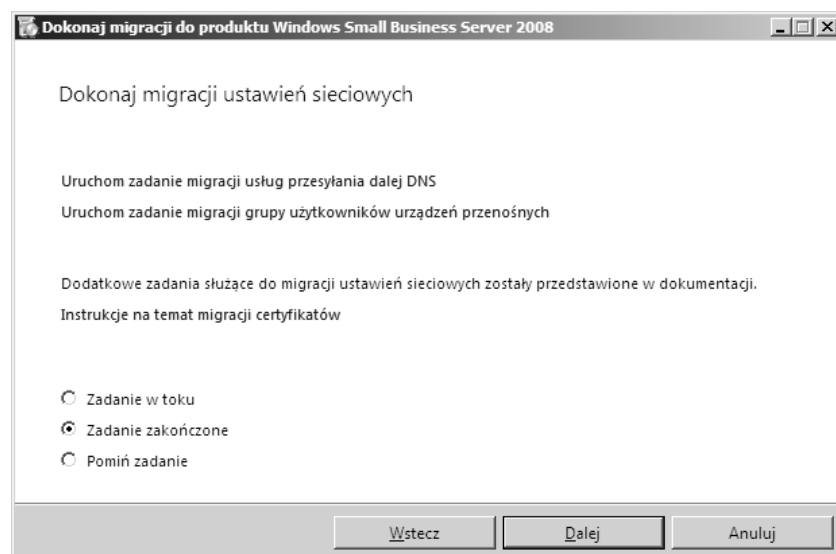 Dokonaj migracji do produktu Windows Small Business Server 2008
Dokonaj migracji ustawień sieciowych
Uruchom zadanie migracji usług przesyłania dalej DNS
Uruchom zadanie migracji grupy użytkowników urządzeń przenośnych
Dodatkowe zadania służące do migracji ustawień sieciowych zostały przedstawione w dokumentacji.
Instrukcje na temat migracji certyfikatów
Zadanie w toku
Zadanie zakończone
Pomiń zadanie
Wstecz Dalej Anuluj